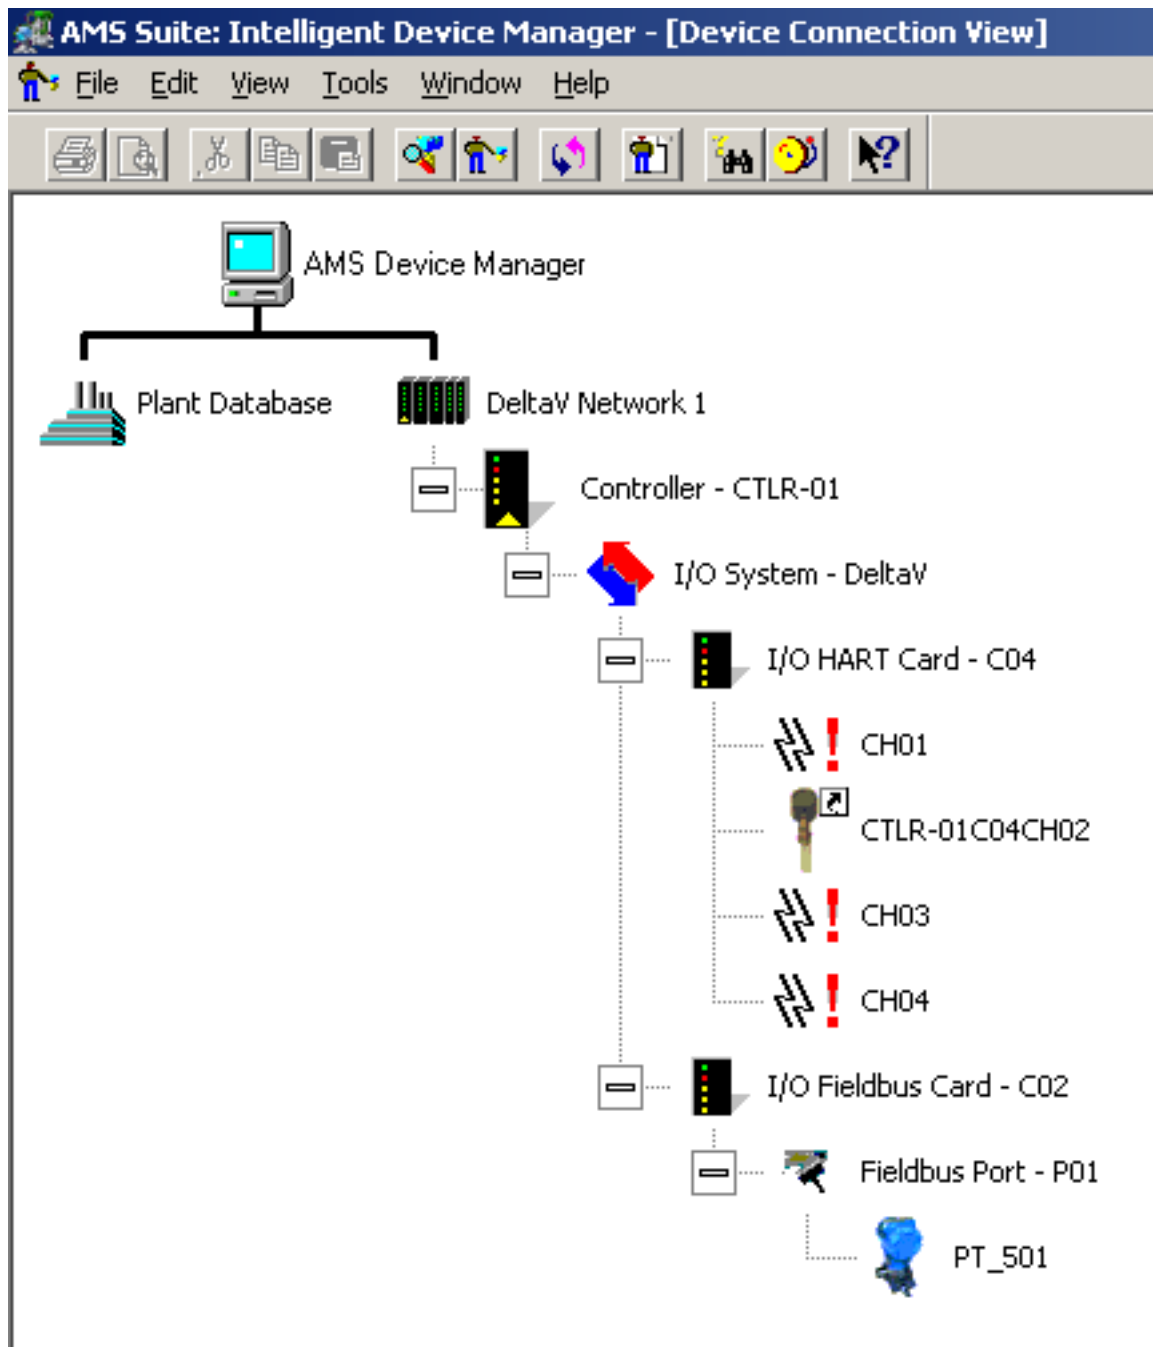 AMS Suite: Intelligent Device Manager - [Device Connection View]
File Edit View Tools Window Help
AMS Device Manager
Plant Database
DeltaV Network 1
Controller - CTLR-01
I/O System - DeltaV
I/O HART Card - C04
CH01
CTLR-01C04CH02
CH03
CH04
I/O Fieldbus Card - C02
Fieldbus Port - P01
PT_501